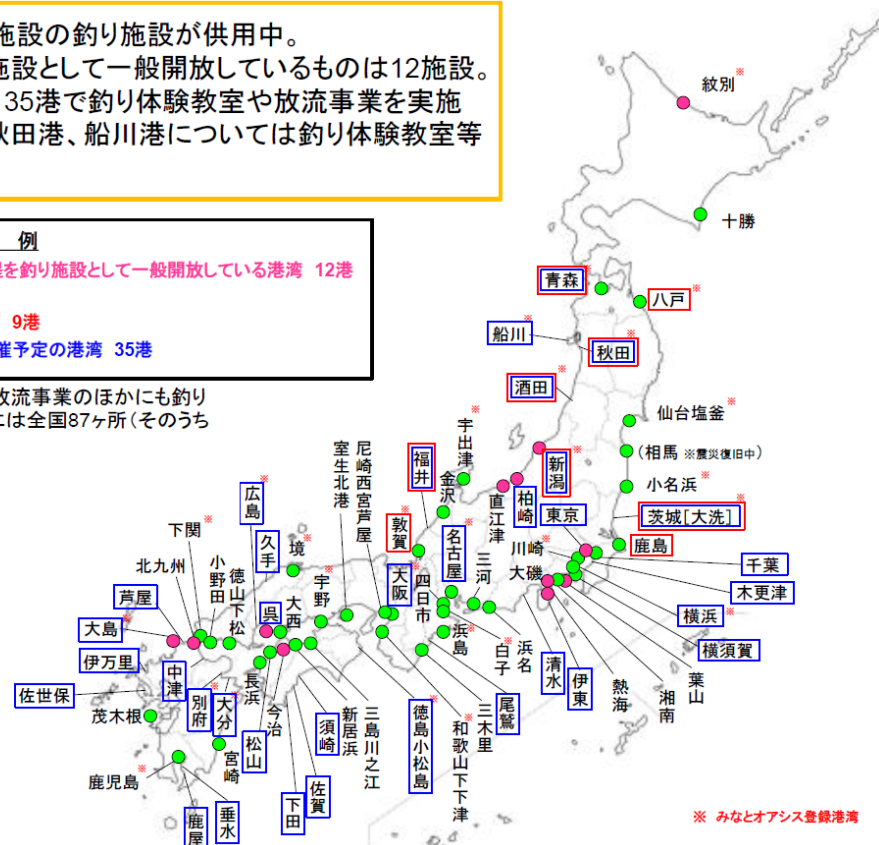 施設の釣り施設が供用中。
施設として一般開放しているものは12施設。
35港で釣り体験教室や放流事業を実施
秋田港、船川港については釣り体験教室等
例
を釣り施設として一般開放している港湾 12港
9港
催予定の港湾 35港
放流事業のほかにも釣り
には全国87ヶ所(そのうち
紋別※
十勝
青森※
八戸※
船川※
秋田※
酒田※
仙台塩釜※
(相馬 ※震災復旧中)
小名浜※
茨城[大洗]※
鹿島
宇出津※
新潟※
柏崎
直江津
福井※
金沢
東京
川崎※
大磯
千葉
木更津
横浜※
横須賀
葉山
湘南
熱海
伊東
清水※
敦賀※
名古屋※
三河
浜名
四日市
白子※
浜島
尾鷲
三木里
和歌山下津※
大阪※
尼崎西宮芦屋
室生北港
徳島小松島※
広島※
久手
境※
宇野※
呉
大西
下関※
北九州
小野田
徳山下松
芦屋
大島※
伊万里
佐世保
茂木根
中津
別府※
大分※
長浜
松山
今治
下田
佐賀
須崎
新居浜
三島川之江
宮崎
鹿児島※
鹿屋
垂水
※ みなとオアシス登録港湾